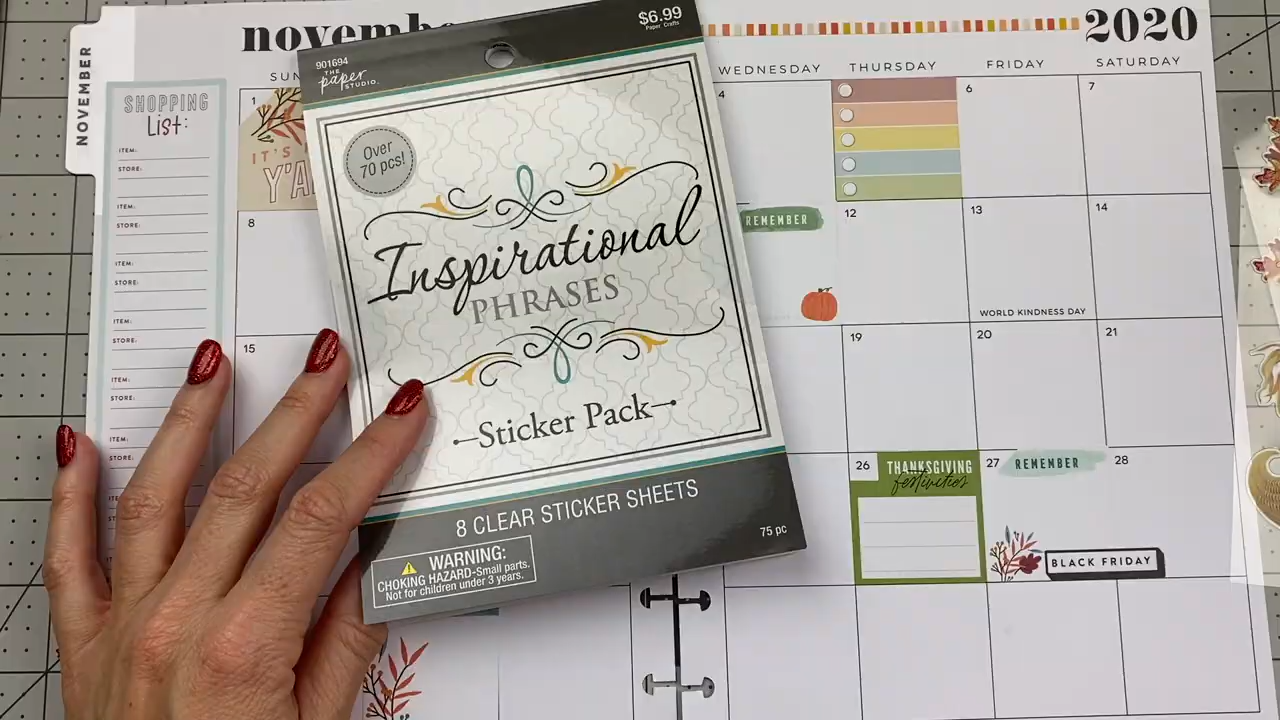 novemb
2020
NOVEMBER
SUN
WEDNESDAY
THURSDAY
FRIDAY
SATURDAY
SHOPPING
List:
ITEM:
STORE:
ITEM:
STORE:
ITEM:
STORE:
ITEM:
STORE:
ITEM:
STORE:
ITEM:
STORE:
ITEM:
$6.99
Paper Crafts
901694
THE
paper
STUDIO.
Over
70 pcs!
Inspirational
PHRASES
Sticker Pack
8 CLEAR STICKER SHEETS
75 pc
WARNING:
CHOKING HAZARD-Small parts.
Not for children under 3 years.
1
IT'S
Y'A
4
6
7
8
REMEMBER
12
13
WORLD KINDNESS DAY
14
15
19
20
21
26
THANKSGIVING
festivities
27
REMEMBER
BLACK FRIDAY
28